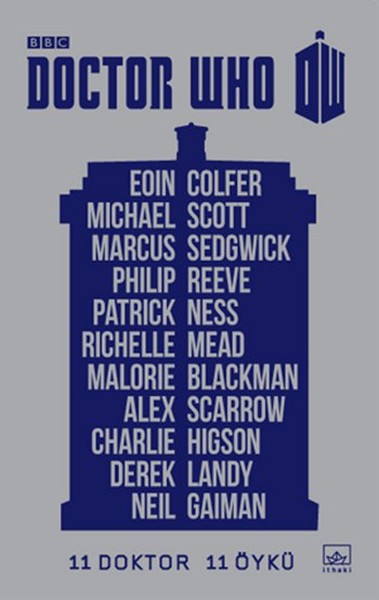 BBC
DOCTOR WHO DW
EOIN COLFER
MICHAEL SCOTT
MARCUS SEDGWICK
PHILIP REEVE
PATRICK NESS
RICHELLE MEAD
MALORIE BLACKMAN
ALEX SCARROW
CHARLIE HIGSON
DEREK LANDY
NEIL GAIMAN
11 DOKTOR 11 ÖYKÜ
ithaki